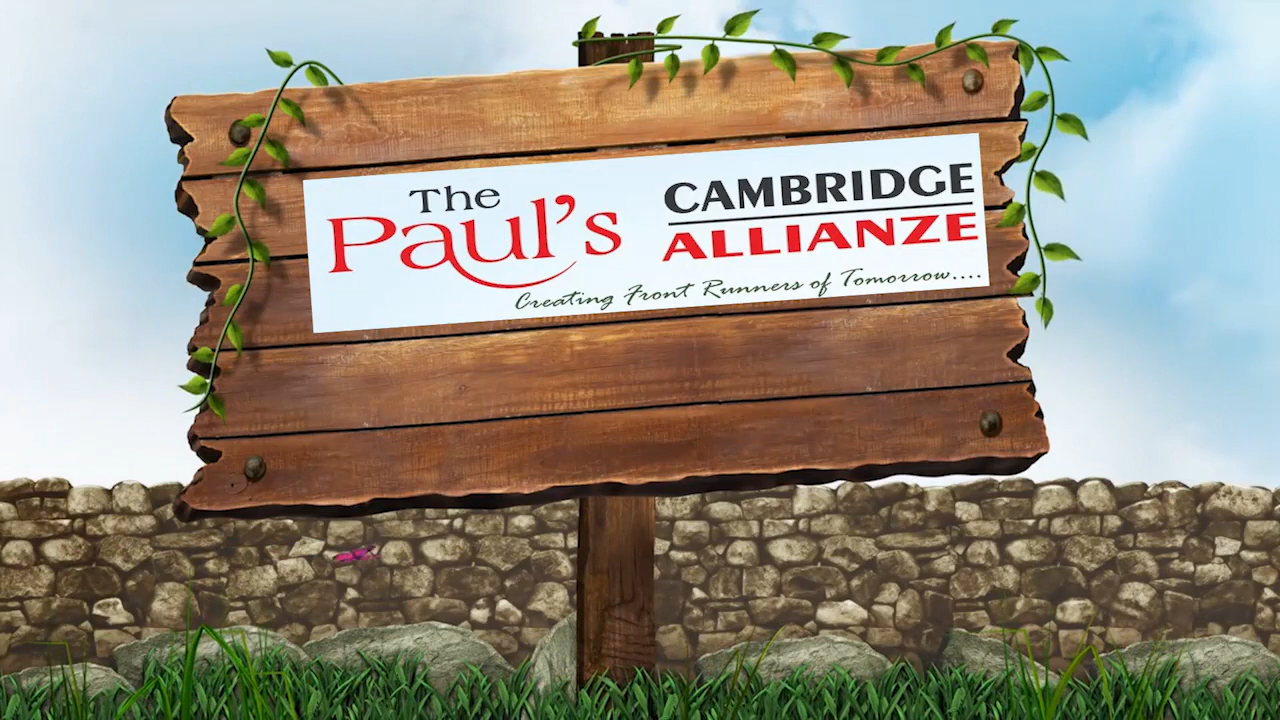 The
Paul's
CAMBRIDGE
ALLIANZE
Creating Front Runners of Tomorrow....